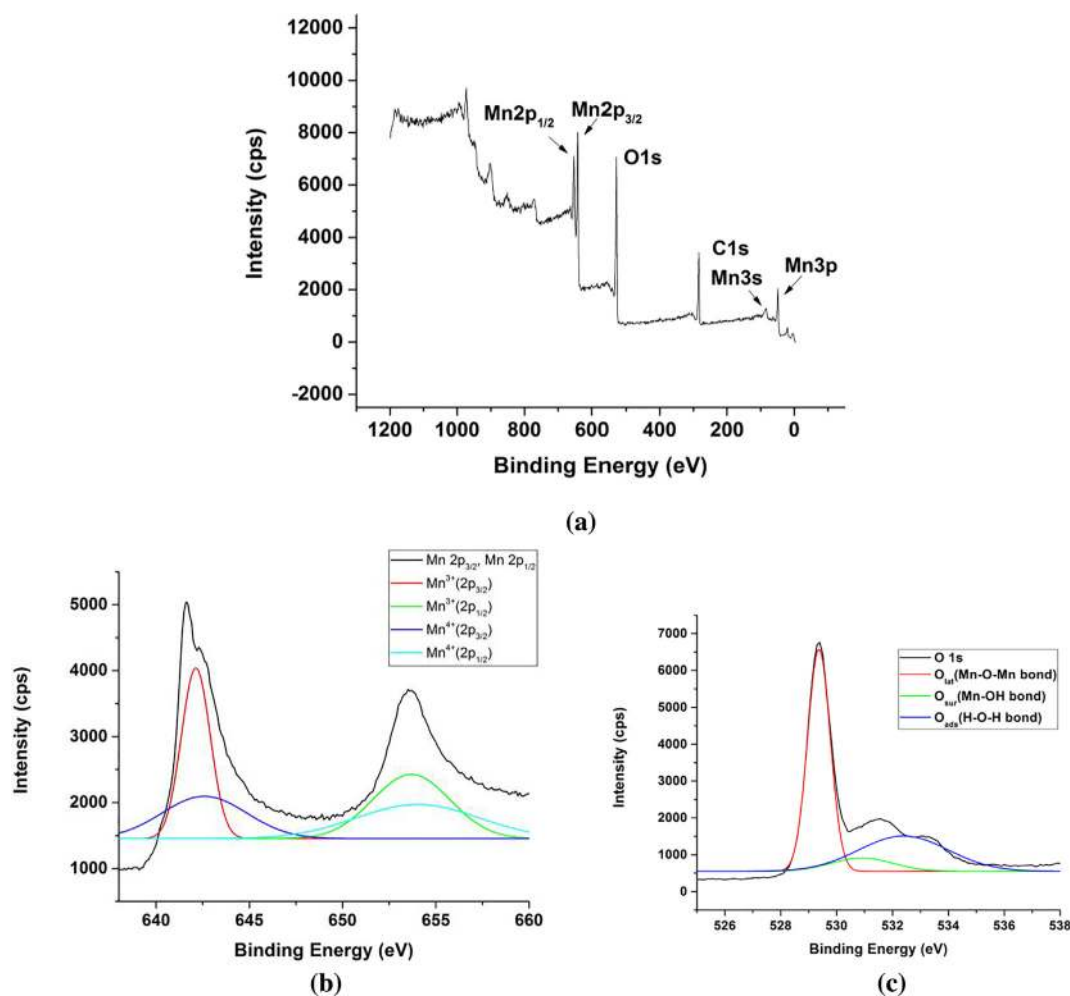 12000
10000
8000
6000
4000
2000
0
-2000
Intensity (cps)
Mn2p1/2
Mn2p3/2
O1s
C1s
Mn3s
Mn3p
1200 1000 800 600 400 200 0
Binding Energy (eV)
(a)
Mn 2p3/2, Mn 2p1/2
Mn3+(2p3/2)
Mn3+(2p1/2)
Mn4+(2p3/2)
Mn4+(2p1/2)
5000
4000
3000
2000
1000
Intensity (cps)
640 645 650 655 660
Binding Energy (eV)
(b)
7000
6000
5000
4000
3000
2000
1000
0
Intensity (cps)
O 1s
Olat(Mn-O-Mn bond)
Osur(Mn-OH bond)
Oads(H-O-H bond)
526 528 530 532 534 536 538
Binding Energy (eV)
(c)